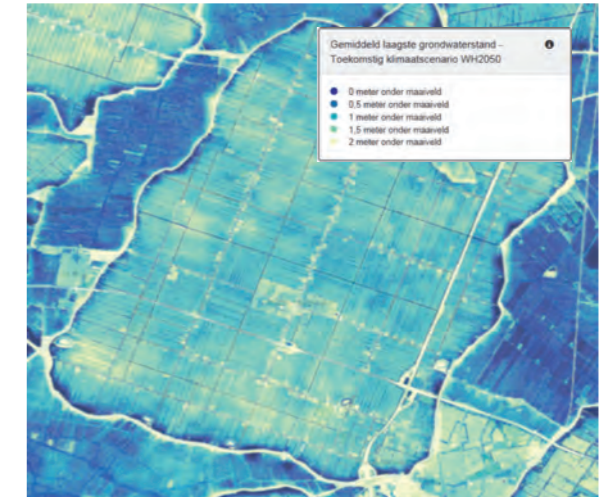 Gemiddeld laagste grondwaterstand -
Toekomstig klimaatscenario WH2050
0 meter onder maaiveld
0,5 meter onder maaiveld
1 meter onder maaiveld
1,5 meter onder maaiveld
2 meter onder maaiveld